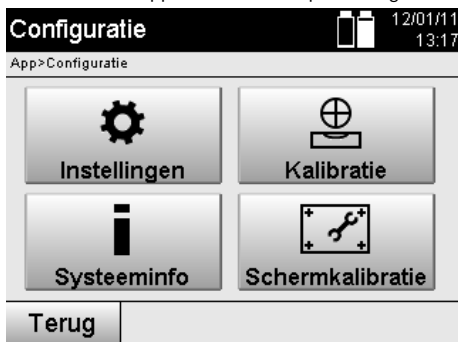 Configuratie
12/01/11
13:17
App>Configuratie
Instellingen
Kalibratie
Systeeminfo
Schermkalibratie
Terug